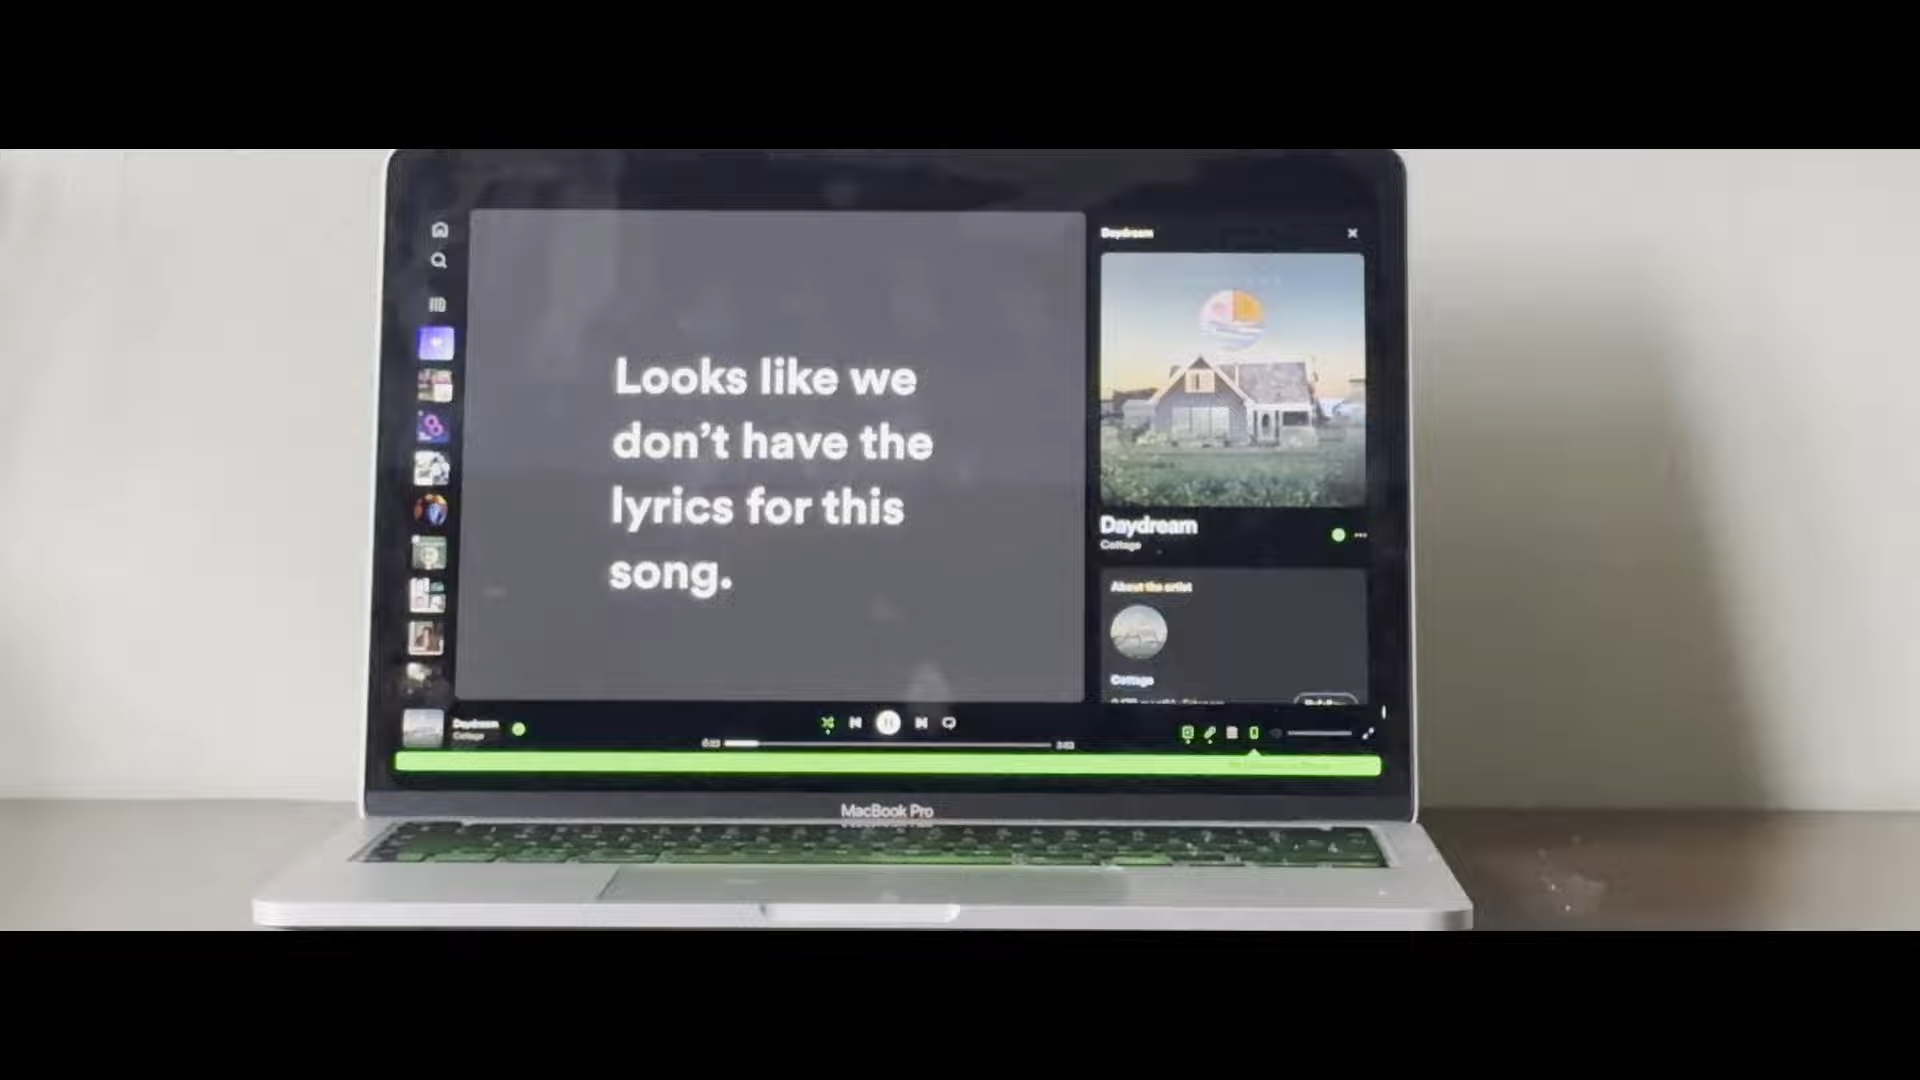 Looks like we
don't have the
lyrics for this
song.
Daydream
Daydream
Cottage
About the artist
Cottage
Daydream
Cottage
MacBook Pro